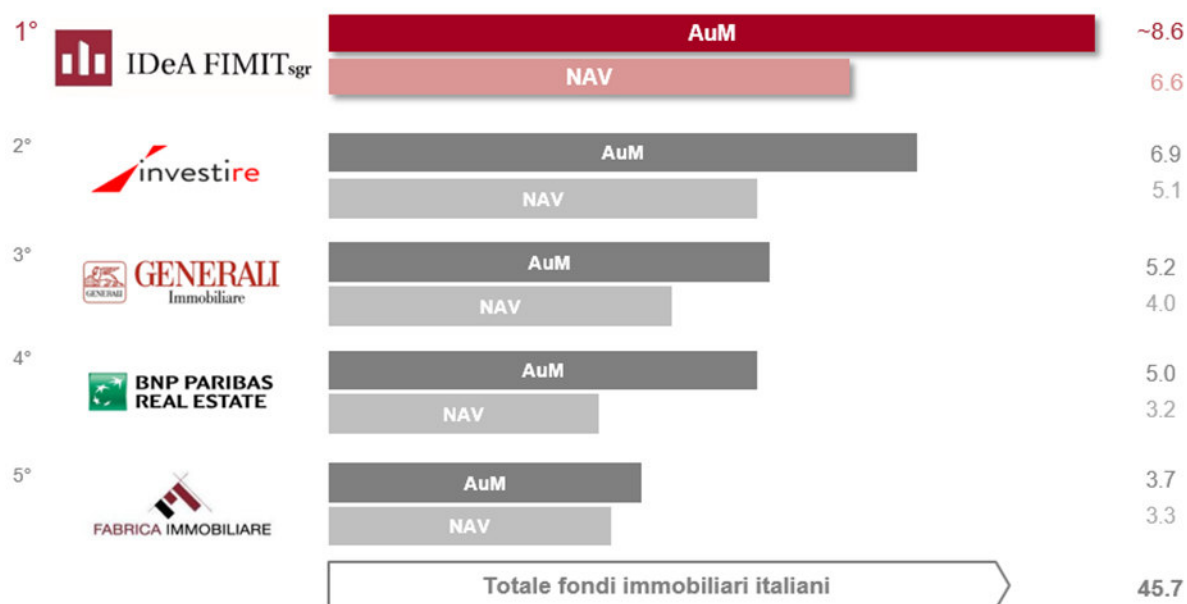 1°
IDeA FIMIT sgr
AuM
~8.6
NAV
6.6
2°
investire
AuM
6.9
NAV
5.1
3°
GENERALI
GENERALI
Immobiliare
AuM
5.2
NAV
4.0
4°
BNP PARIBAS
REAL ESTATE
AuM
5.0
NAV
3.2
5°
FABRICA IMMOBILIARE
AuM
3.7
NAV
3.3
Totale fondi immobiliari italiani
45.7